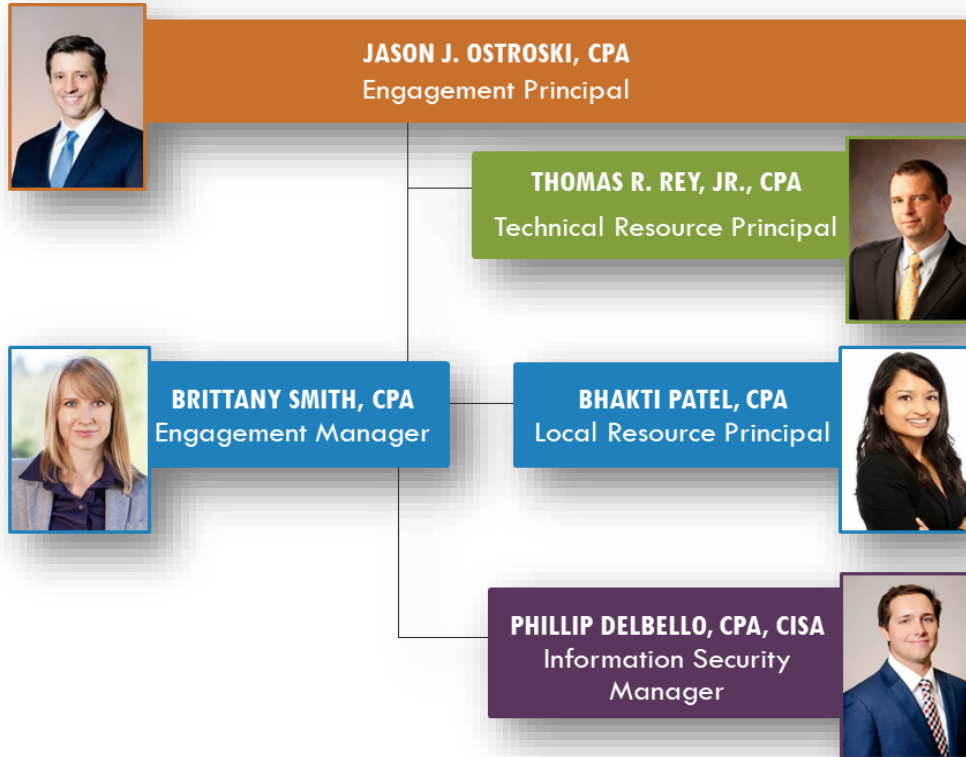 JASON J. OSTROSKI, CPA
Engagement Principal
THOMAS R. REY, JR., CPA
Technical Resource Principal
BRITTANY SMITH, CPA
Engagement Manager
BHAKTI PATEL, CPA
Local Resource Principal
PHILLIP DELBELLO, CPA, CISA
Information Security
Manager